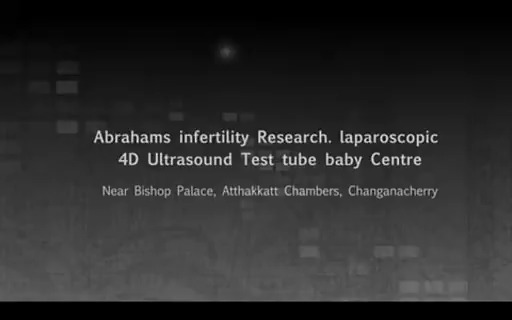 Abrahams infertility Research. laparoscopic
4D Ultrasound Test tube baby Centre
Near Bishop Palace, Atthakkatt Chambers, Changanacherry